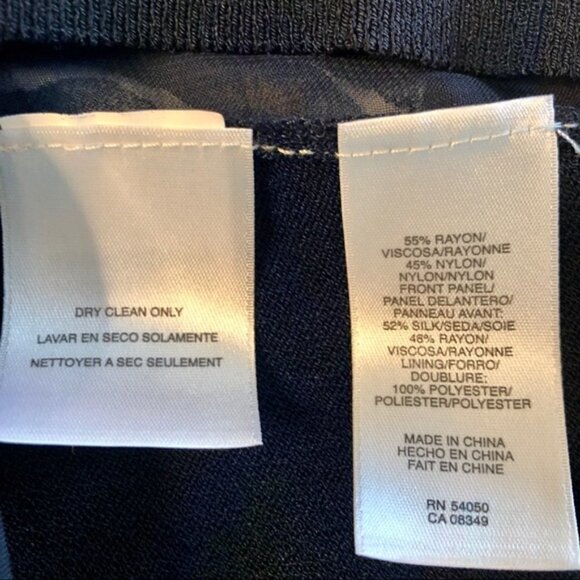 DRY CLEAN ONLY
LAVAR EN SECO SOLAMENTE
NETTOYER A SEC SEULEMENT
55% RAYON/
VISCOSA/RAYONNE
45% NYLON/
NYLON/NYLON
FRONT PANEL/
PANEL DELANTERO/
PANNEAU AVANT:
52% SILK/SEDA/SOIE
48% RAYON/
VISCOSA/RAYONNE
LINING/FORRO/
DOUBLURE:
100% POLYESTER/
POLIESTER/POLYESTER
MADE IN CHINA
HECHO EN CHINA
FAIT EN CHINE
RN 54050
CA 08349